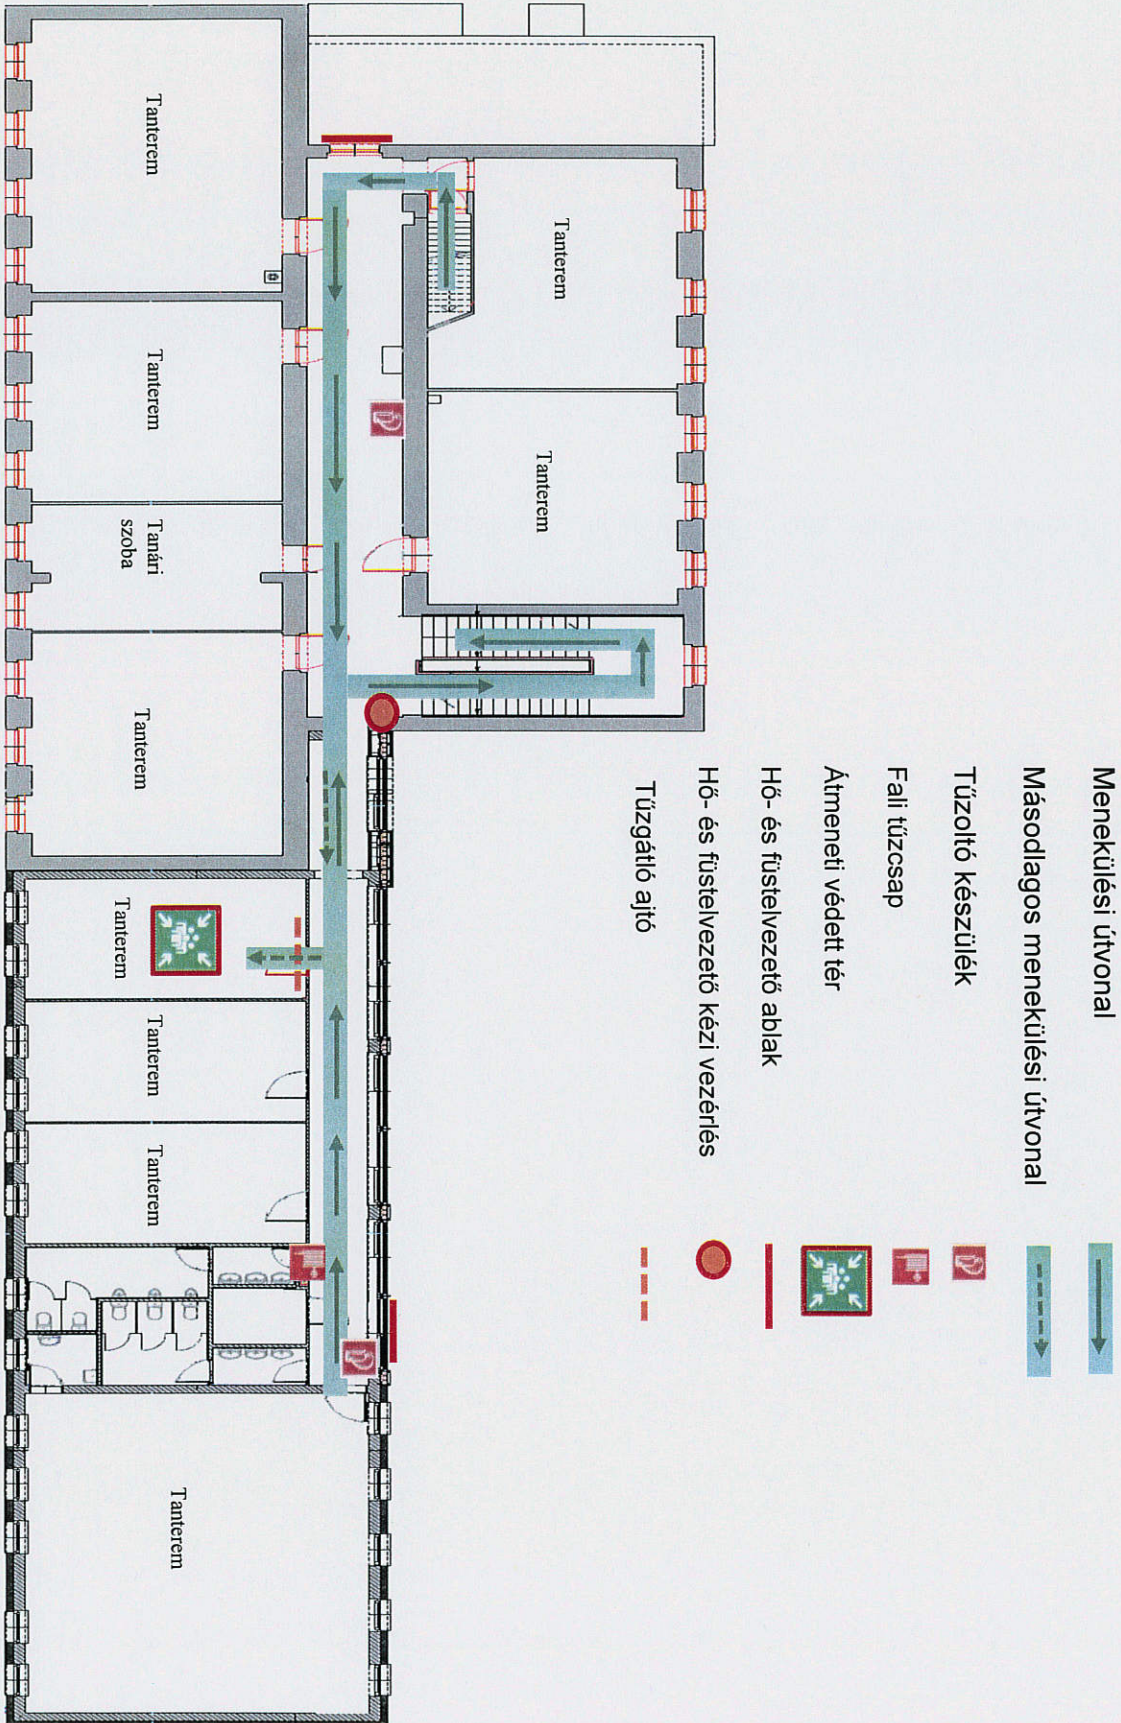 Menekülési útvonal
Másodlagos menekülési útvonal
Tűzoltó készülék
Fali tűzcsap
Átmeneti védett tér
Hő- és füstelvezető ablak
Hő- és füstelvezető kézi vezérlés
Tűzgátló ajtó
Tanterem
Tanterem
Tanterem
Tanterem
Tanári
szoba
Tanterem
Tanterem
Tanterem
Tanterem
Tanterem